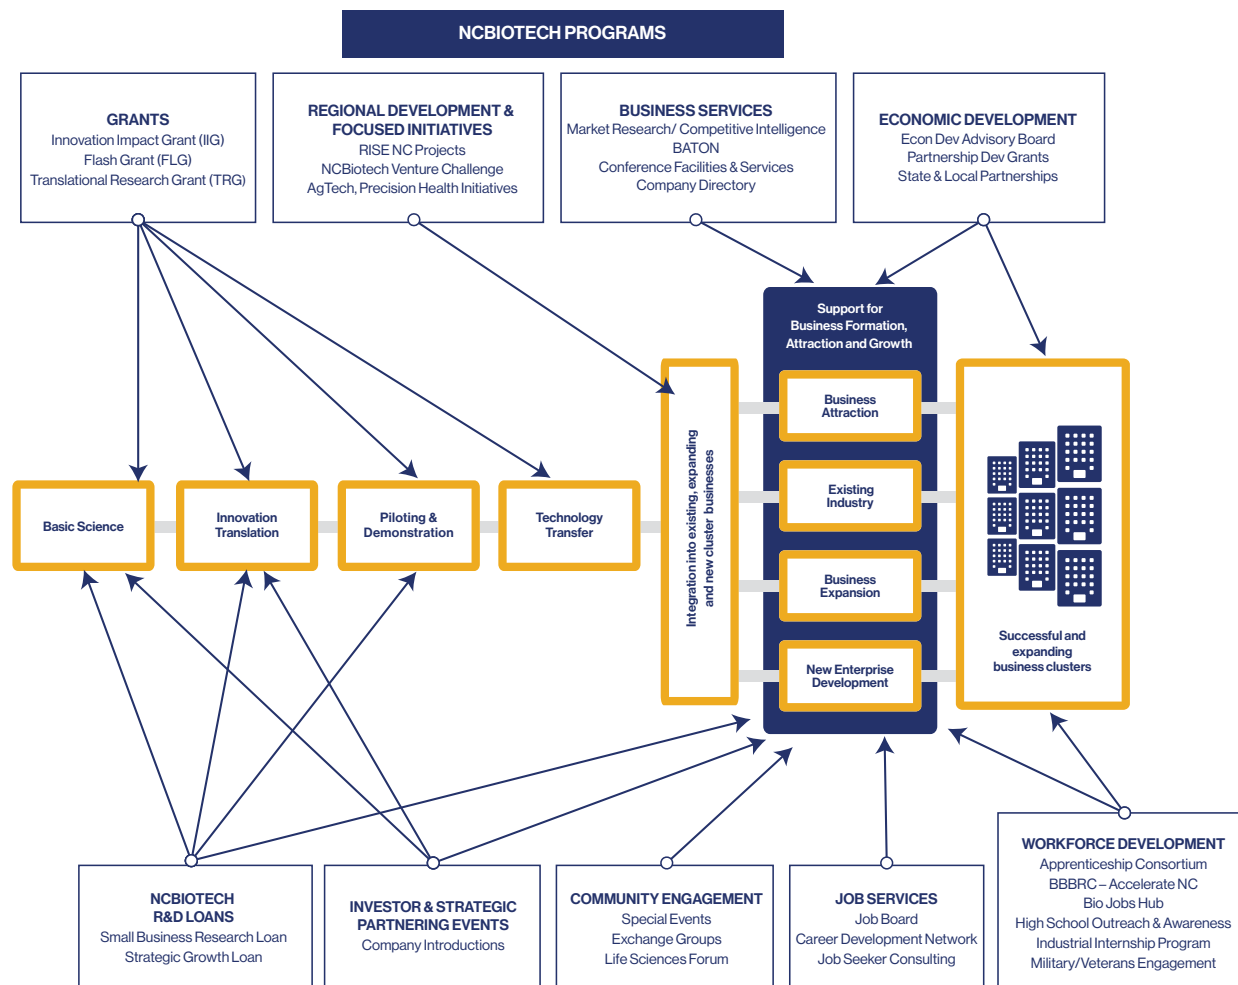 NCBIOTECH PROGRAMS
GRANTS
Innovation Impact Grant (IIG)
Flash Grant (FLG)
Translational Research Grant (TRG)
REGIONAL DEVELOPMENT &
FOCUSED INITIATIVES
RISE NC Projects
NCBiotech Venture Challenge
AgTech, Precision Health Initiatives
BUSINESS SERVICES
Market Research/ Competitive Intelligence
BATON
Conference Facilities & Services
Company Directory
ECONOMIC DEVELOPMENT
Econ Dev Advisory Board
Partnership Dev Grants
State & Local Partnerships
Basic Science
Innovation
Translation
Piloting &
Demonstration
Technology
Transfer
Integration into existing, expanding
and new cluster businesses
Support for
Business Formation,
Attraction and Growth
Business
Attraction
Existing
Industry
Business
Expansion
New Enterprise
Development
Successful and
expanding
business clusters
NCBIOTECH
R&D LOANS
Small Business Research Loan
Strategic Growth Loan
INVESTOR & STRATEGIC
PARTNERING EVENTS
Company Introductions
COMMUNITY ENGAGEMENT
Special Events
Exchange Groups
Life Sciences Forum
JOB SERVICES
Job Board
Career Development Network
Job Seeker Consulting
WORKFORCE DEVELOPMENT
Apprenticeship Consortium
BBBRC – Accelerate NC
Bio Jobs Hub
High School Outreach & Awareness
Industrial Internship Program
Military/Veterans Engagement